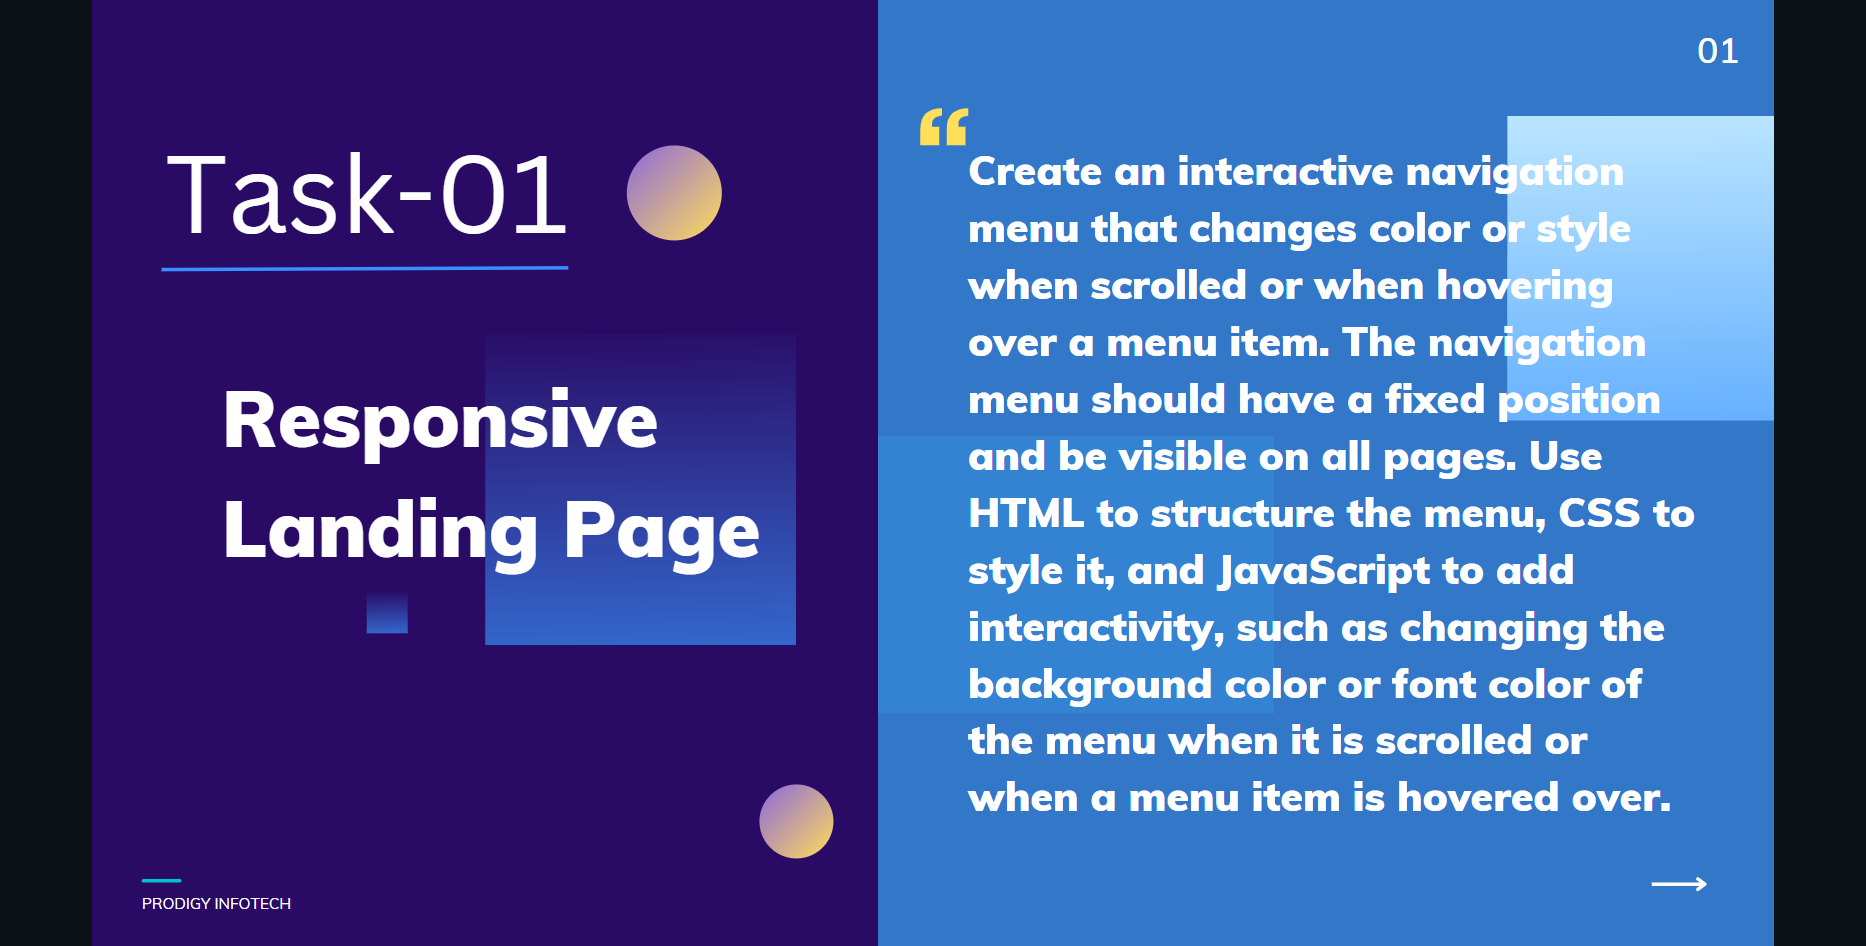 Task-01
Responsive
Landing Page
PRODIGY INFOTECH
01
“
Create an interactive navigation
menu that changes color or style
when scrolled or when hovering
over a menu item. The navigation
menu should have a fixed position
and be visible on all pages. Use
HTML to structure the menu, CSS to
style it, and JavaScript to add
interactivity, such as changing the
background color or font color of
the menu when it is scrolled or
when a menu item is hovered over.